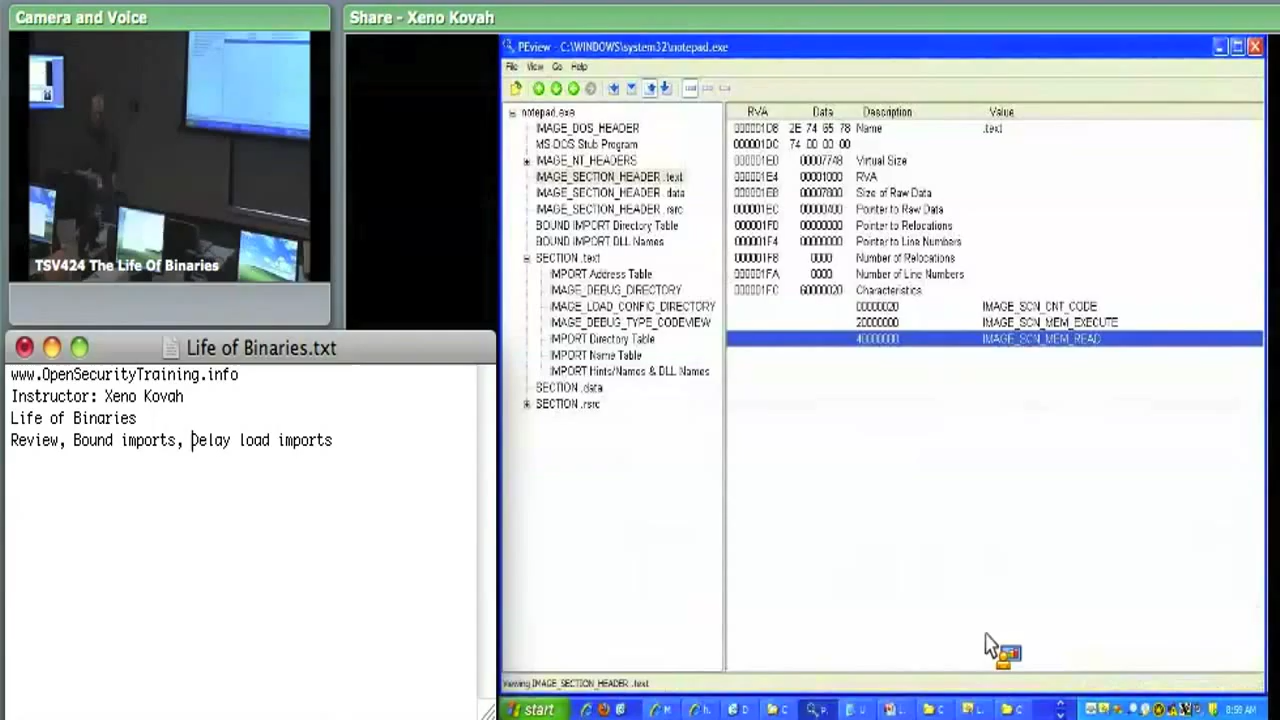 Camera and Voice
TSV424 The Life Of Binaries
Life of Binaries.txt
www.OpenSecurityTraining.info
Instructor: Xeno Kovah
Life of Binaries
Review, Bound imports, Delay load imports
Share - Xeno Kovah
PEview - C:\WINDOWS\system32\notepad.exe
File View Go Help
notepad.exe
IMAGE_DOS_HEADER
MS-DOS Stub Program
IMAGE_NT_HEADERS
IMAGE_SECTION_HEADER .text
IMAGE_SECTION_HEADER .data
IMAGE_SECTION_HEADER .rsrc
BOUND IMPORT Directory Table
BOUND IMPORT DLL Names
SECTION .text
IMPORT Address Table
IMAGE_DEBUG_DIRECTORY
IMAGE_LOAD_CONFIG_DIRECTORY
IMAGE_DEBUG_TYPE_CODEVIEW
IMPORT Directory Table
IMPORT Name Table
IMPORT Hints/Names & DLL Names
SECTION .data
SECTION .rsrc
RVA Data Description Value
000001D8 2E 74 65 78 Name .text
000001DC 74 00 00 00
000001E0 00007748 Virtual Size
000001E4 00001000 RVA
000001E8 00007800 Size of Raw Data
000001EC 00000400 Pointer to Raw Data
000001F0 00000000 Pointer to Relocations
000001F4 00000000 Pointer to Line Numbers
000001F8 0000 Number of Relocations
000001FA 0000 Number of Line Numbers
000001FC 60000020 Characteristics
00000020 IMAGE_SCN_CNT_CODE
20000000 IMAGE_SCN_MEM_EXECUTE
40000000 IMAGE_SCN_MEM_READ
Viewing IMAGE_SECTION_HEADER .text
start
8:59 AM